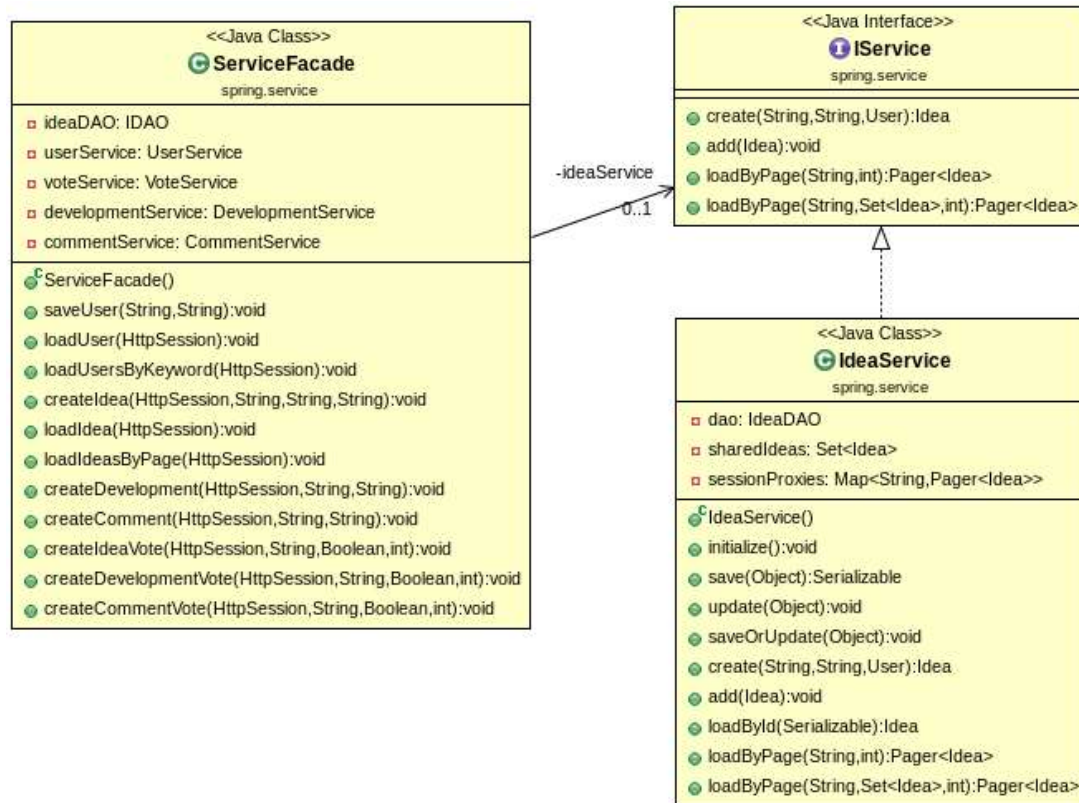 <<Java Class>>
ServiceFacade
spring.service
ideaDAO: IDAO
userService: UserService
voteService: VoteService
developmentService: DevelopmentService
commentService: CommentService
ServiceFacade()
saveUser(String,String):void
loadUser(HttpSession):void
loadUsersByKeyword(HttpSession):void
createIdea(HttpSession,String,String,String):void
loadIdea(HttpSession):void
loadIdeasByPage(HttpSession):void
createDevelopment(HttpSession,String,String):void
createComment(HttpSession,String,String):void
createIdeaVote(HttpSession,String,Boolean,int):void
createDevelopmentVote(HttpSession,String,Boolean,int):void
createCommentVote(HttpSession,String,Boolean,int):void
-ideaService
0..1
<<Java Interface>>
IService
spring.service
create(String,String,User):Idea
add(Idea):void
loadByPage(String,int):Pager<Idea>
loadByPage(String,Set<Idea>,int):Pager<Idea>
<<Java Class>>
IdeaService
spring.service
dao: IdeaDAO
sharedIdeas: Set<Idea>
sessionProxies: Map<String,Pager<Idea>>
IdeaService()
initialize():void
save(Object):Serializable
update(Object):void
saveOrUpdate(Object):void
create(String,String,User):Idea
add(Idea):void
loadById(Serializable):Idea
loadByPage(String,int):Pager<Idea>
loadByPage(String,Set<Idea>,int):Pager<Idea>